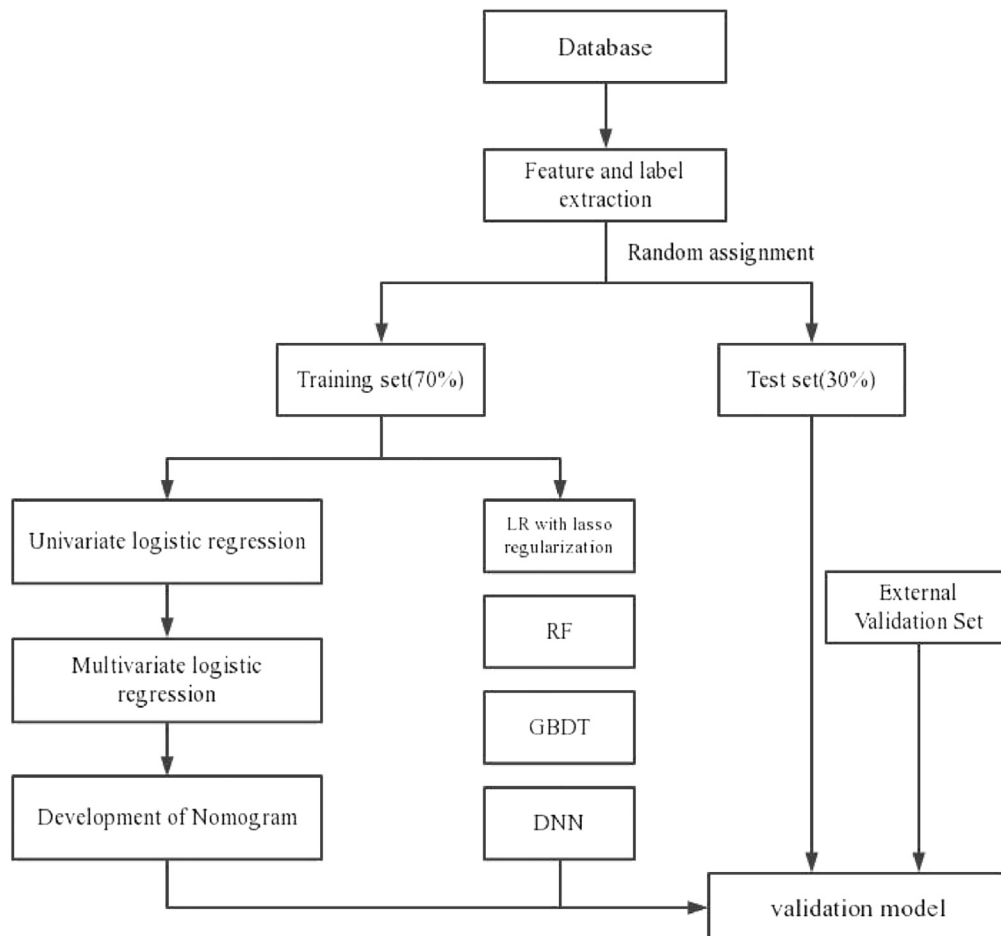 Database
Feature and label
extraction
Random assignment
Training set(70%)
Test set(30%)
Univariate logistic regression
LR with lasso
regularization
External
Validation Set
RF
Multivariate logistic
regression
GBDT
Development of Nomogram
DNN
validation model